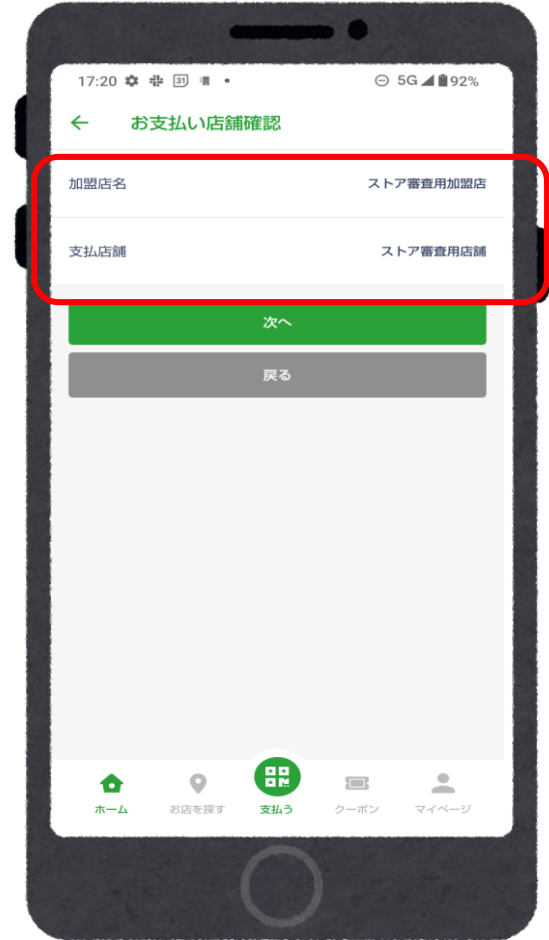 17:20 31 5G 92%
お支払い店舗確認
加盟店名 ストア審査用加盟店
支払店舗 ストア審査用店舗
次へ
戻る
ホーム お店を探す 支払う クーポン マイページ